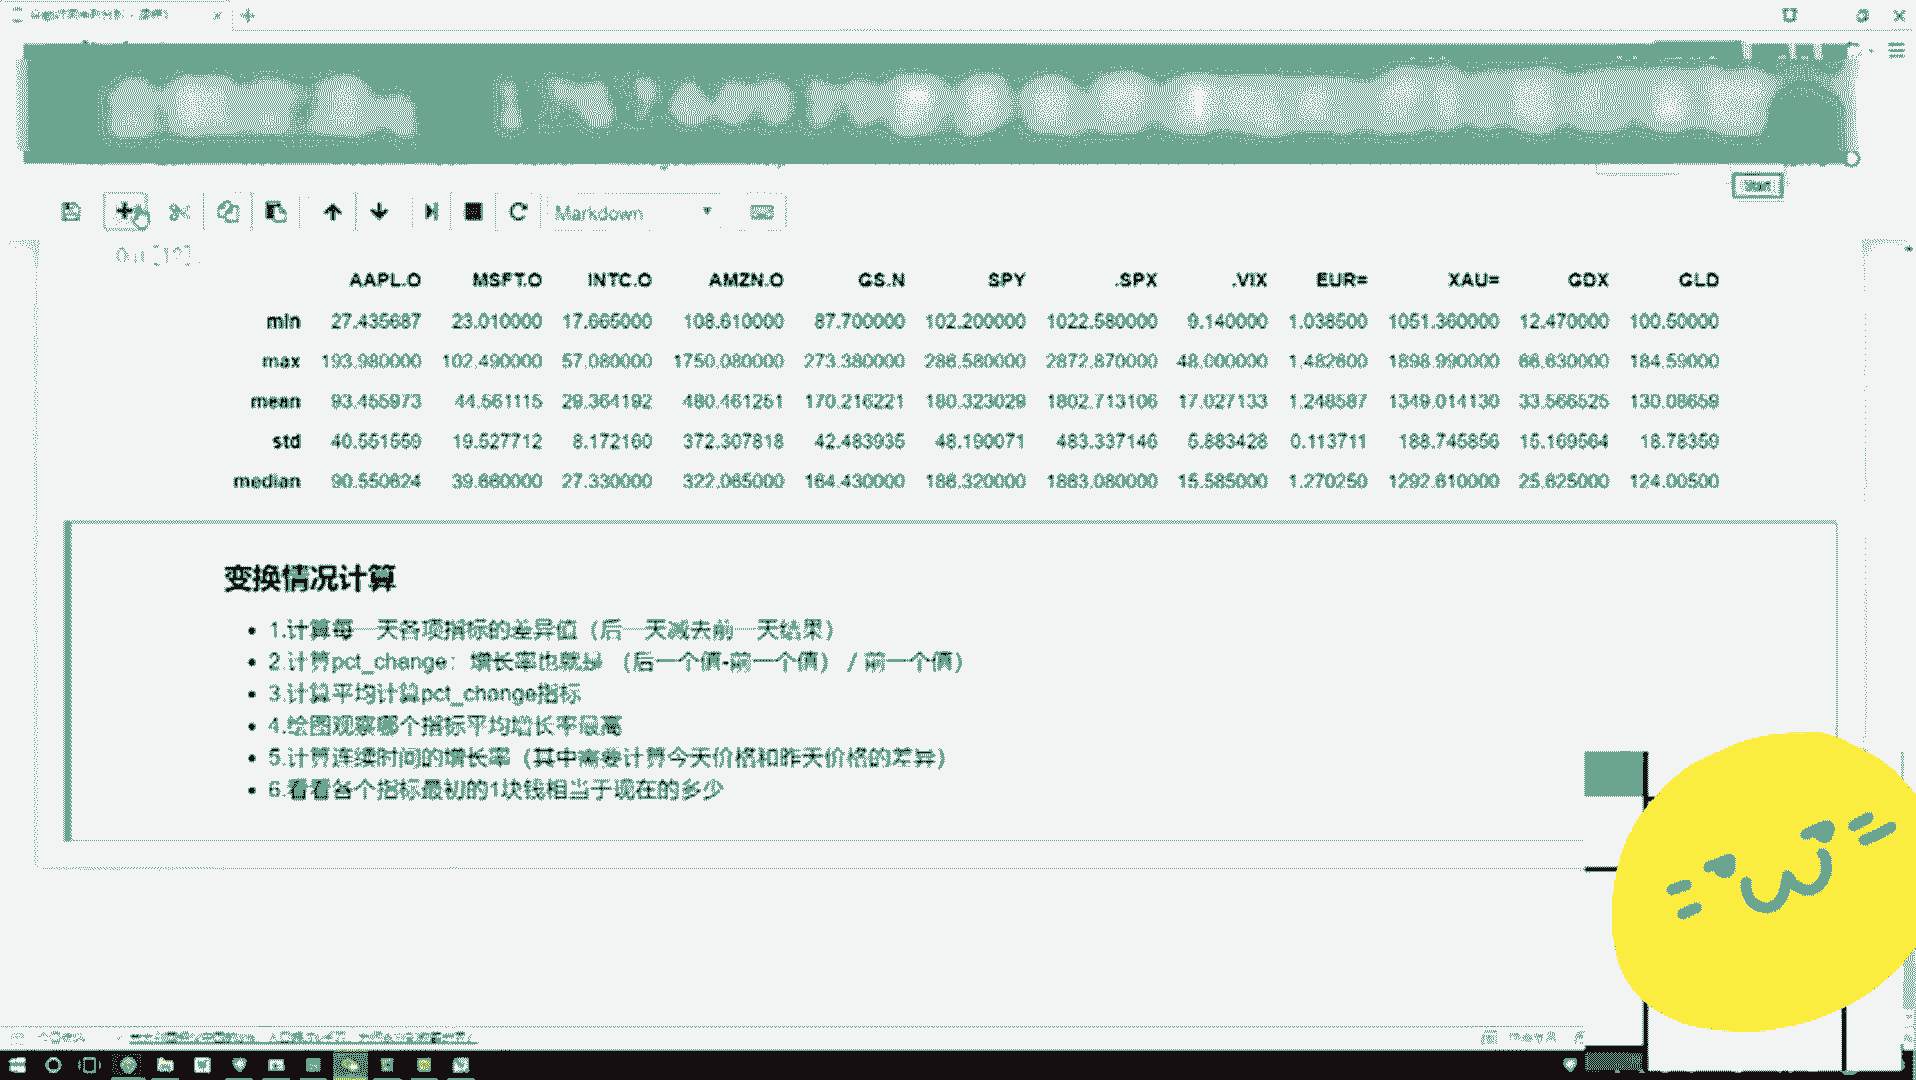 Start
Markdown
AAPL.O MSFT.O INTC.O AMZN.O GS.N SPY .SPX .VIX EUR= XAU= GDX GLD
min 27.435687 23.010000 17.665000 108.610000 87.700000 102.200000 1022.580000 9.140000 1.038500 1051.360000 12.470000 100.50000
max 193.980000 102.490000 57.080000 1750.080000 273.380000 286.580000 2872.870000 48.000000 1.482600 1898.990000 66.630000 184.59000
mean 93.455973 44.561115 29.364192 480.461251 170.216221 180.323029 1802.713106 17.027133 1.248587 1349.014130 33.566525 130.08659
std 40.551559 19.527712 8.172160 372.307818 42.483935 48.190071 483.337146 5.883428 0.113711 188.745856 15.169564 18.78359
median 90.550624 39.660000 27.330000 322.065000 164.430000 186.320000 1863.080000 15.585000 1.270250 1292.610000 25.625000 124.00500
变换情况计算
1.计算每一天各项指标的差异值（后一天减去前一天结果）
2.计算pct_change：增长率也就是 （后一个值-前一个值）/ 前一个值）
3.计算平均计算pct_change指标
4.绘图观察哪个指标平均增长率最高
5.计算连续时间的增长率（其中需要计算今天价格和昨天价格的差异）
6.看看各个指标最初的1块钱相当于现在的多少